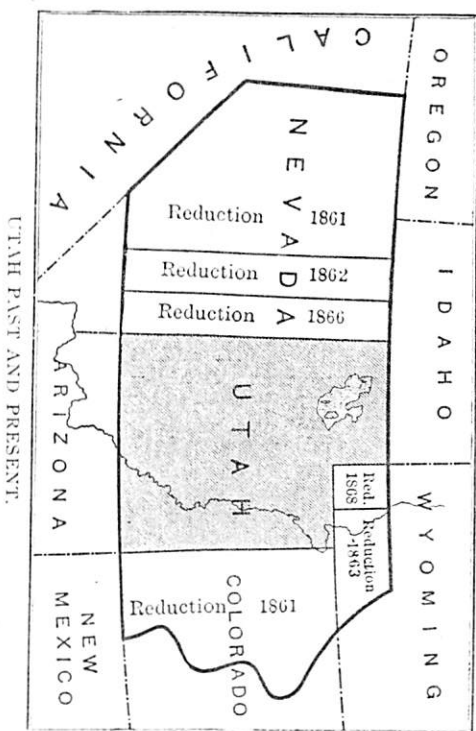 OREGON
IDAHO
WYOMING
CALIFORNIA
NEVADA
Reduction 1861
Reduction 1862
Reduction 1866
UTAH
Red.
1868
Reduction
-1863
COLORADO
Reduction 1861
ARIZONA
NEW
MEXICO
UTAH PAST AND PRESENT.